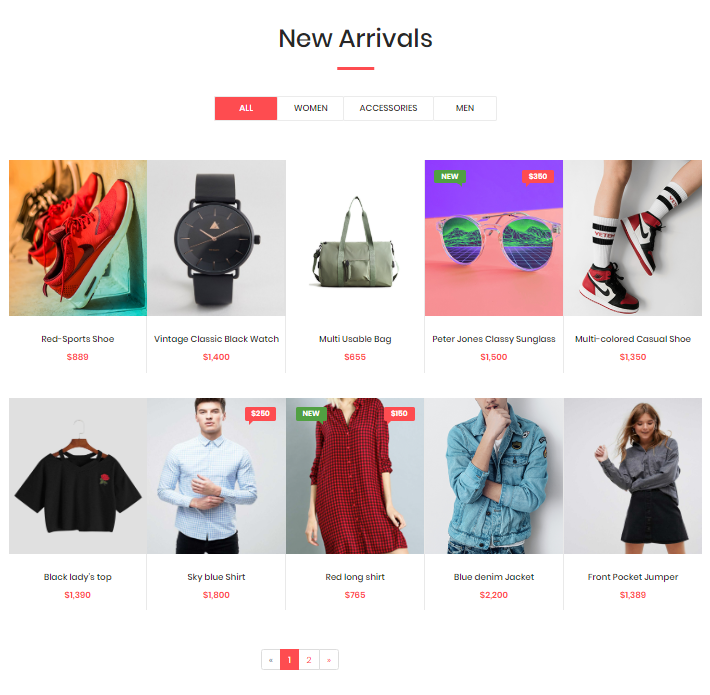 New Arrivals
ALL WOMEN ACCESSORIES MEN
NEW $350
Red-Sports Shoe Vintage Classic Black Watch Multi Usable Bag Peter Jones Classy Sunglass Multi-colored Casual Shoe
$889 $1,400 $655 $1,500 $1,350
$250 NEW $150
Black lady's top Sky blue Shirt Red long shirt Blue denim Jacket Front Pocket Jumper
$1,390 $1,800 $765 $2,200 $1,389
« 1 2 »